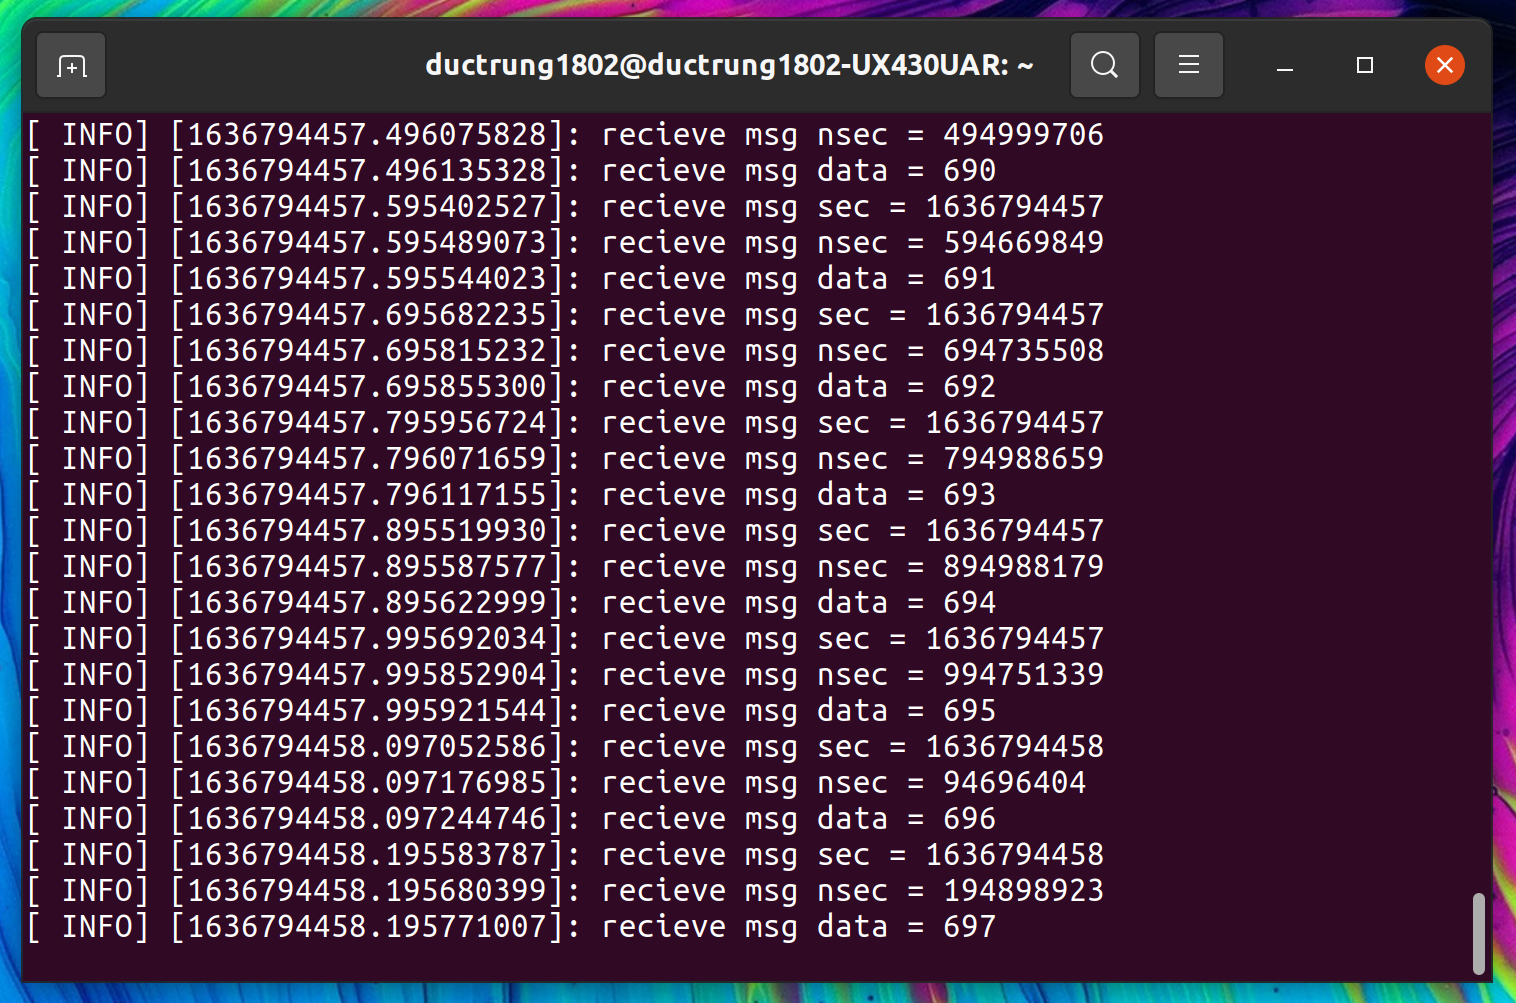 ductrung1802@ductrung1802-UX430UAR: ~
[ INFO] [1636794457.496075828]: recieve msg nsec = 494999706
[ INFO] [1636794457.496135328]: recieve msg data = 690
[ INFO] [1636794457.595402527]: recieve msg sec = 1636794457
[ INFO] [1636794457.595489073]: recieve msg nsec = 594669849
[ INFO] [1636794457.595544023]: recieve msg data = 691
[ INFO] [1636794457.695682235]: recieve msg sec = 1636794457
[ INFO] [1636794457.695815232]: recieve msg nsec = 694735508
[ INFO] [1636794457.695855300]: recieve msg data = 692
[ INFO] [1636794457.795956724]: recieve msg sec = 1636794457
[ INFO] [1636794457.796071659]: recieve msg nsec = 794988659
[ INFO] [1636794457.796117155]: recieve msg data = 693
[ INFO] [1636794457.895519930]: recieve msg sec = 1636794457
[ INFO] [1636794457.895587577]: recieve msg nsec = 894988179
[ INFO] [1636794457.895622999]: recieve msg data = 694
[ INFO] [1636794457.995692034]: recieve msg sec = 1636794457
[ INFO] [1636794457.995852904]: recieve msg nsec = 994751339
[ INFO] [1636794457.995921544]: recieve msg data = 695
[ INFO] [1636794458.097052586]: recieve msg sec = 1636794458
[ INFO] [1636794458.097176985]: recieve msg nsec = 94696404
[ INFO] [1636794458.097244746]: recieve msg data = 696
[ INFO] [1636794458.195583787]: recieve msg sec = 1636794458
[ INFO] [1636794458.195680399]: recieve msg nsec = 194898923
[ INFO] [1636794458.195771007]: recieve msg data = 697